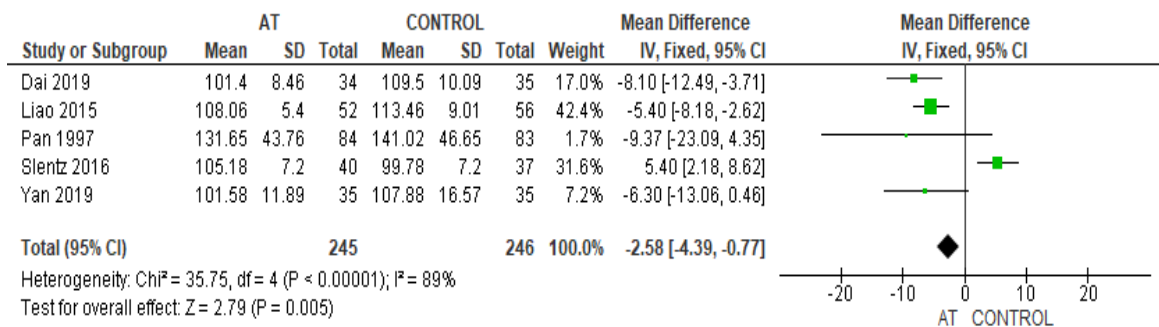 AT CONTROL Mean Difference Mean Difference
Study or Subgroup Mean SD Total Mean SD Total Weight IV, Fixed, 95% CI IV, Fixed, 95% CI
Dai 2019 101.4 8.46 34 109.5 10.09 35 17.0% -8.10 [-12.49, -3.71]
Liao 2015 108.06 5.4 52 113.46 9.01 56 42.4% -5.40 [-8.18, -2.62]
Pan 1997 131.65 43.76 84 141.02 46.65 83 1.7% -9.37 [-23.09, 4.35]
Slentz 2016 105.18 7.2 40 99.78 7.2 37 31.6% 5.40 [2.18, 8.62]
Yan 2019 101.58 11.89 35 107.88 16.57 35 7.2% -6.30 [-13.06, 0.46]
Total (95% CI) 245 246 100.0% -2.58 [-4.39, -0.77]
Heterogeneity: Chi² = 35.75, df = 4 (P < 0.00001); I² = 89%
Test for overall effect: Z = 2.79 (P = 0.005)
-20 -10 0 10 20
AT CONTROL